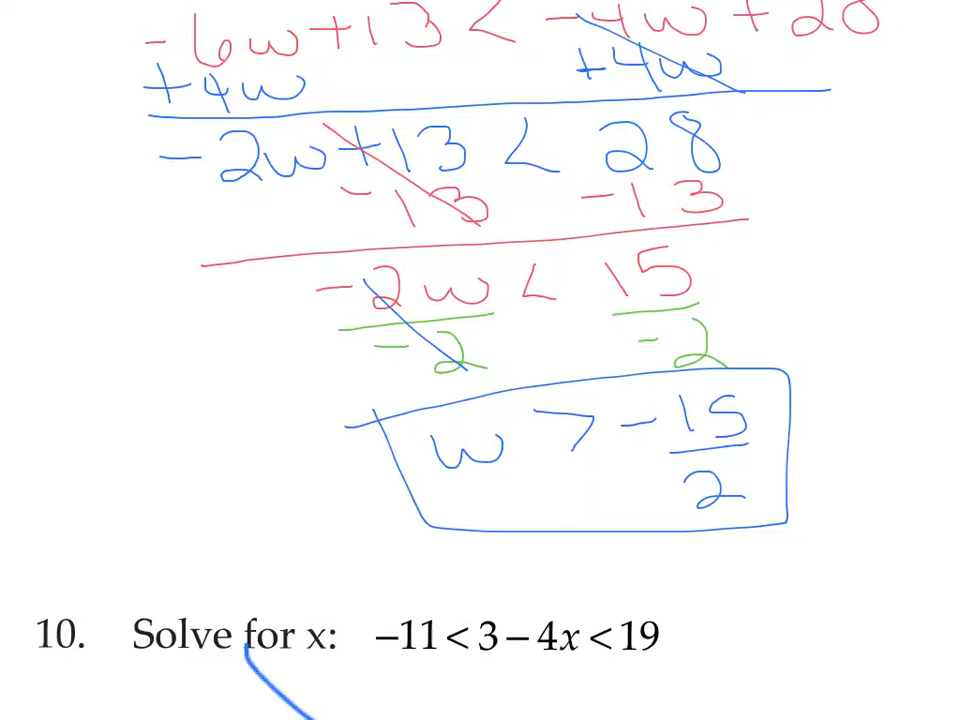 -6w+13 < -4w + 28
+4w +4w
-2w+13 < 28
-13 -13
-2w < 15
-2 -2
w > -15/2
10. Solve for x: −11 < 3 − 4x < 19